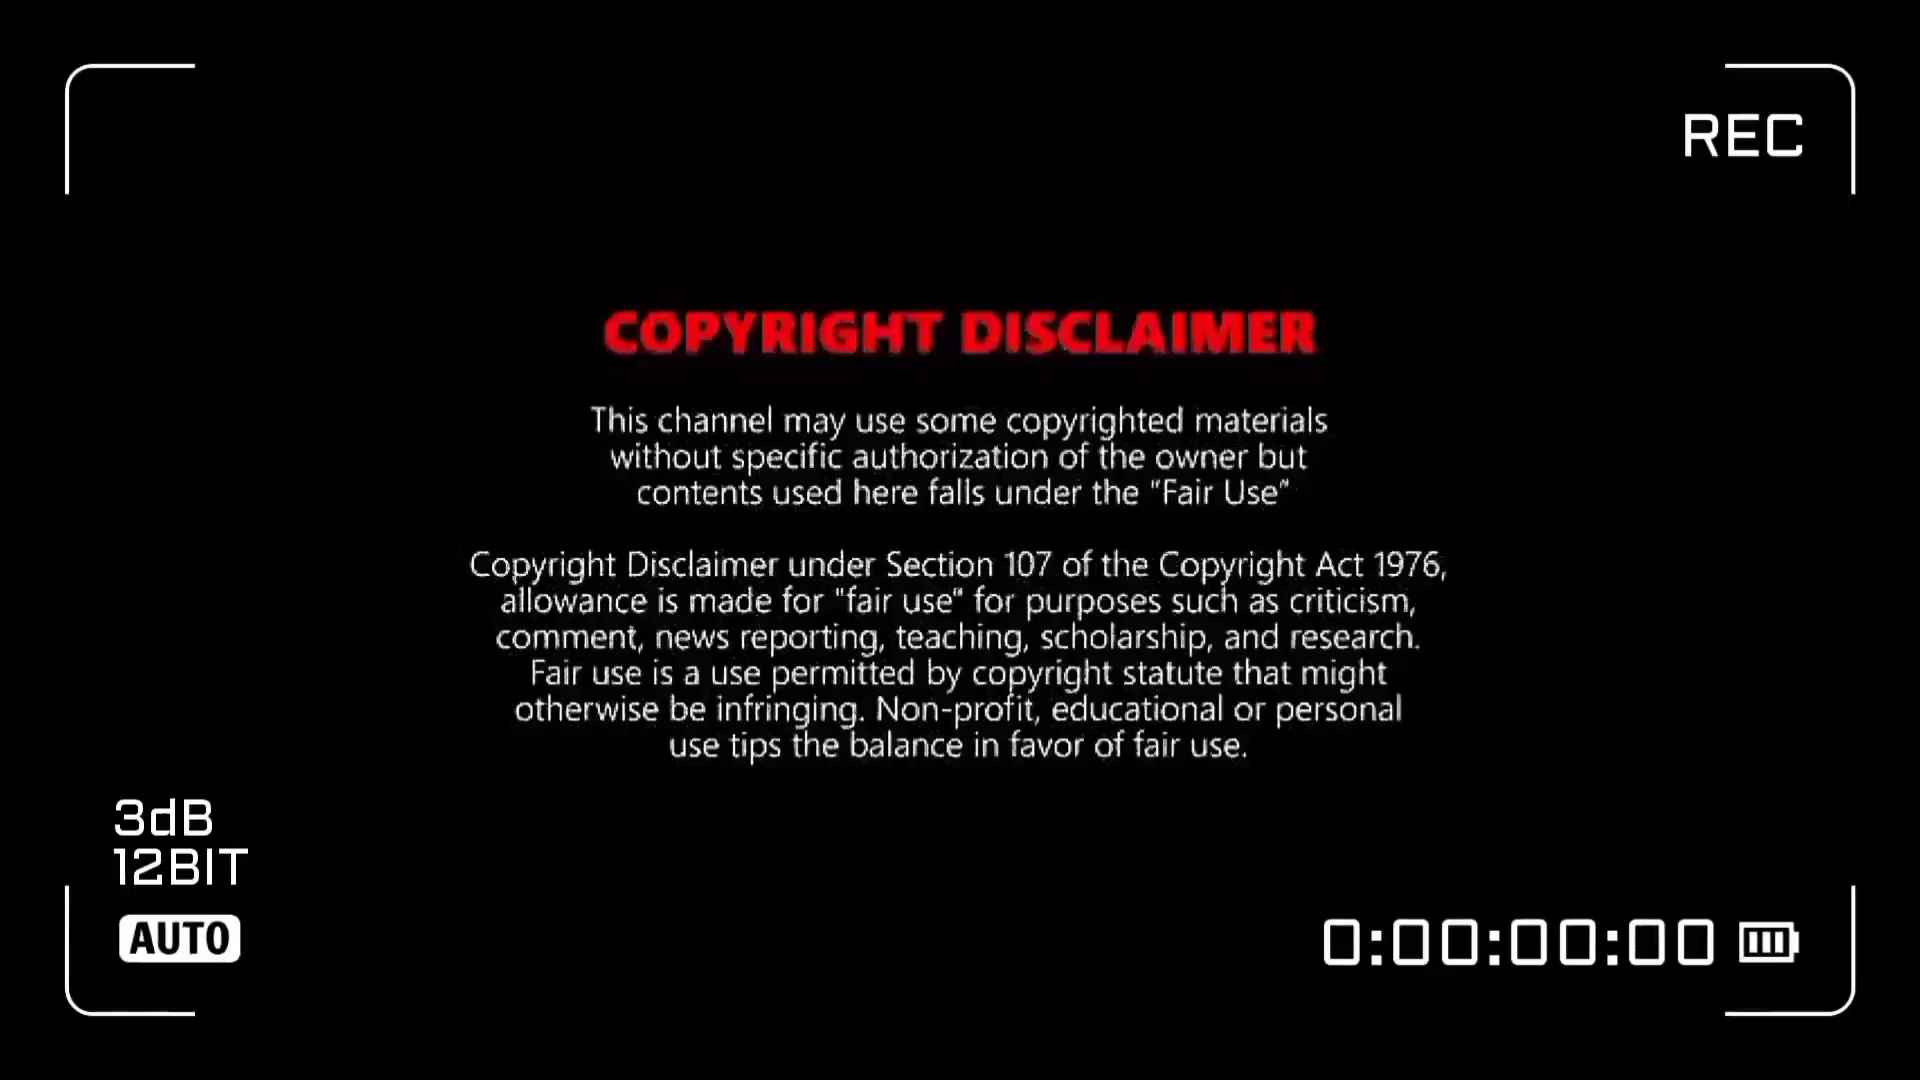 REC
COPYRIGHT DISCLAIMER
This channel may use some copyrighted materials
without specific authorization of the owner but
contents used here falls under the "Fair Use"
Copyright Disclaimer under Section 107 of the Copyright Act 1976,
allowance is made for "fair use" for purposes such as criticism,
comment, news reporting, teaching, scholarship, and research.
Fair use is a use permitted by copyright statute that might
otherwise be infringing. Non-profit, educational or personal
use tips the balance in favor of fair use.
3dB
12BIT
AUTO
0:00:00:00